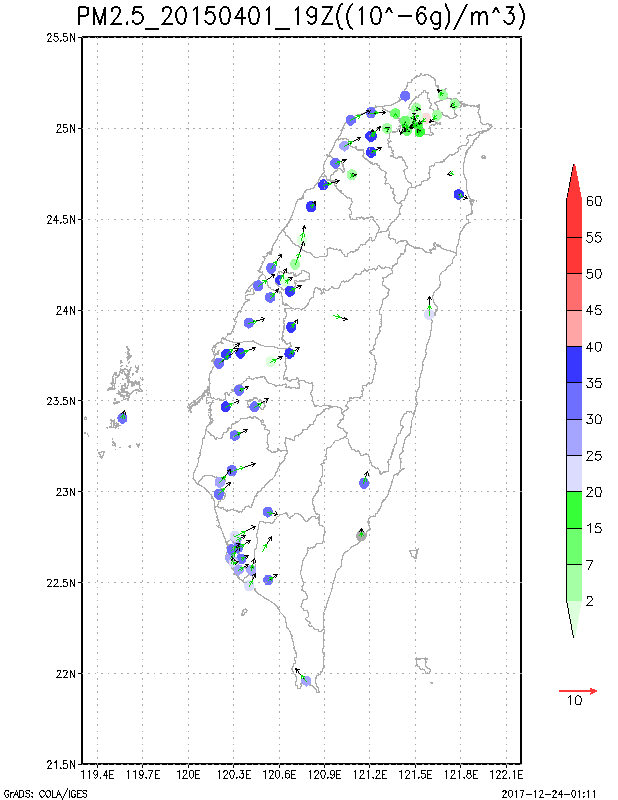 PM2.5_20150401_19Z((10^-6g)/m^3)
25.5N
25N
24.5N
24N
23.5N
23N
22.5N
22N
21.5N
119.4E 119.7E 120E 120.3E 120.6E 120.9E 121.2E 121.5E 121.8E 122.1E
60
55
50
45
40
35
30
25
20
15
7
2
10
GrADS: COLA/IGES
2017-12-24-01:11